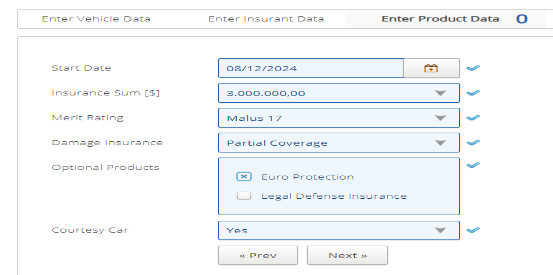 Enter Vehicle Data Enter Insurant Data Enter Product Data 0
Start Date 08/12/2024
Insurance Sum [$] 3.000.000,00
Merit Rating Malus 17
Damage Insurance Partial Coverage
Optional Products
Euro Protection
Legal Defense Insurance
Courtesy Car Yes
« Prev Next »